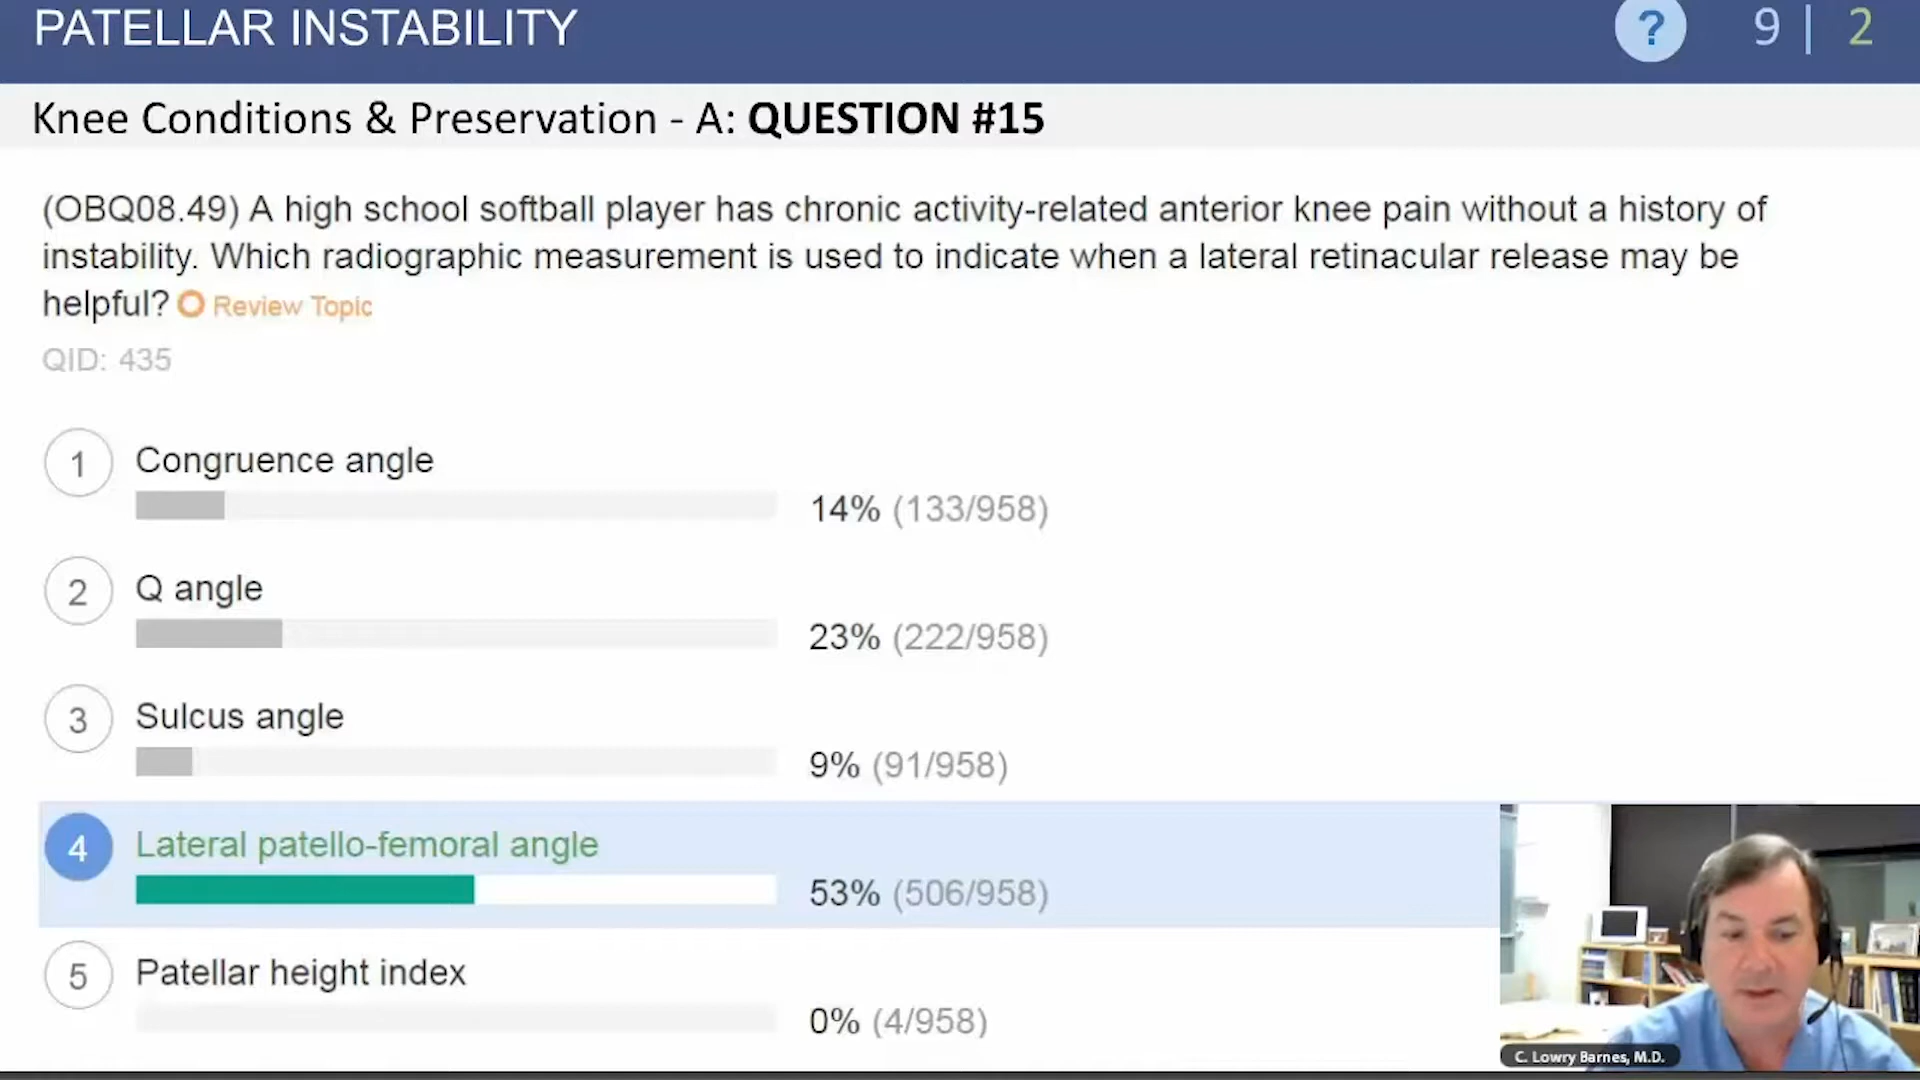 PATELLAR INSTABILITY
? 9 | 2
Knee Conditions & Preservation - A: QUESTION #15
(OBQ08.49) A high school softball player has chronic activity-related anterior knee pain without a history of
instability. Which radiographic measurement is used to indicate when a lateral retinacular release may be
helpful? Review Topic
QID: 435
1 Congruence angle
14% (133/958)
2 Q angle
23% (222/958)
3 Sulcus angle
9% (91/958)
4 Lateral patello-femoral angle
53% (506/958)
5 Patellar height index
0% (4/958)
C. Lowry Barnes, M.D.